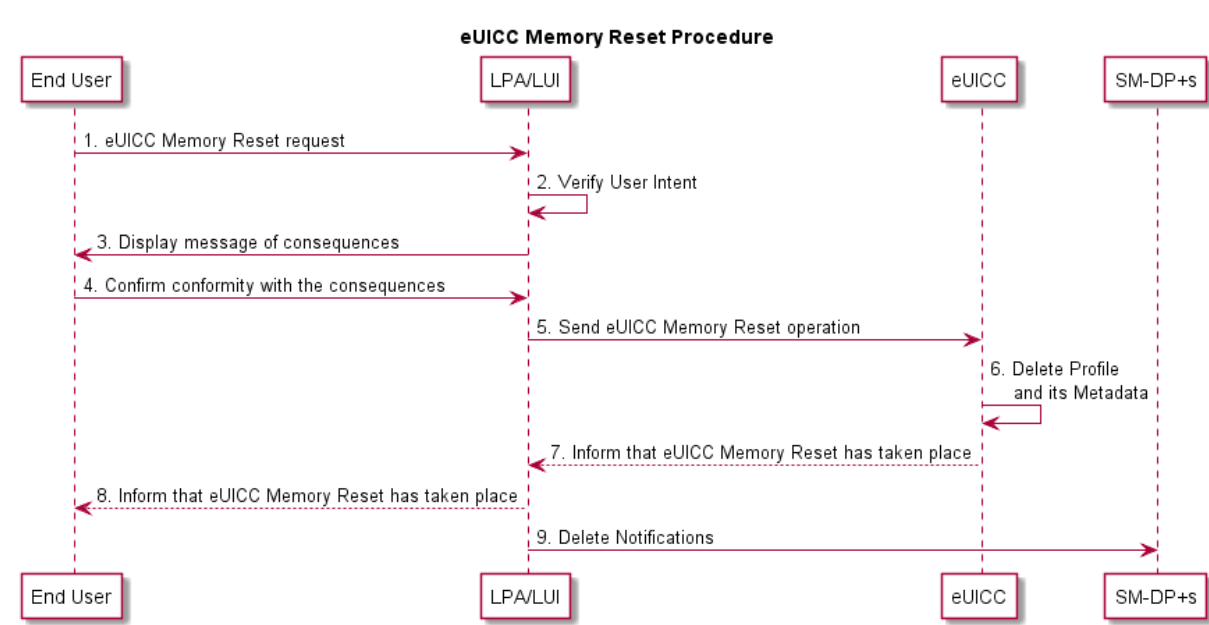 eUICC Memory Reset Procedure
End User
LPA/LUI
eUICC
SM-DP+s
1. eUICC Memory Reset request
2. Verify User Intent
3. Display message of consequences
4. Confirm conformity with the consequences
5. Send eUICC Memory Reset operation
6. Delete Profile
and its Metadata
7. Inform that eUICC Memory Reset has taken place
8. Inform that eUICC Memory Reset has taken place
9. Delete Notifications
End User
LPA/LUI
eUICC
SM-DP+s